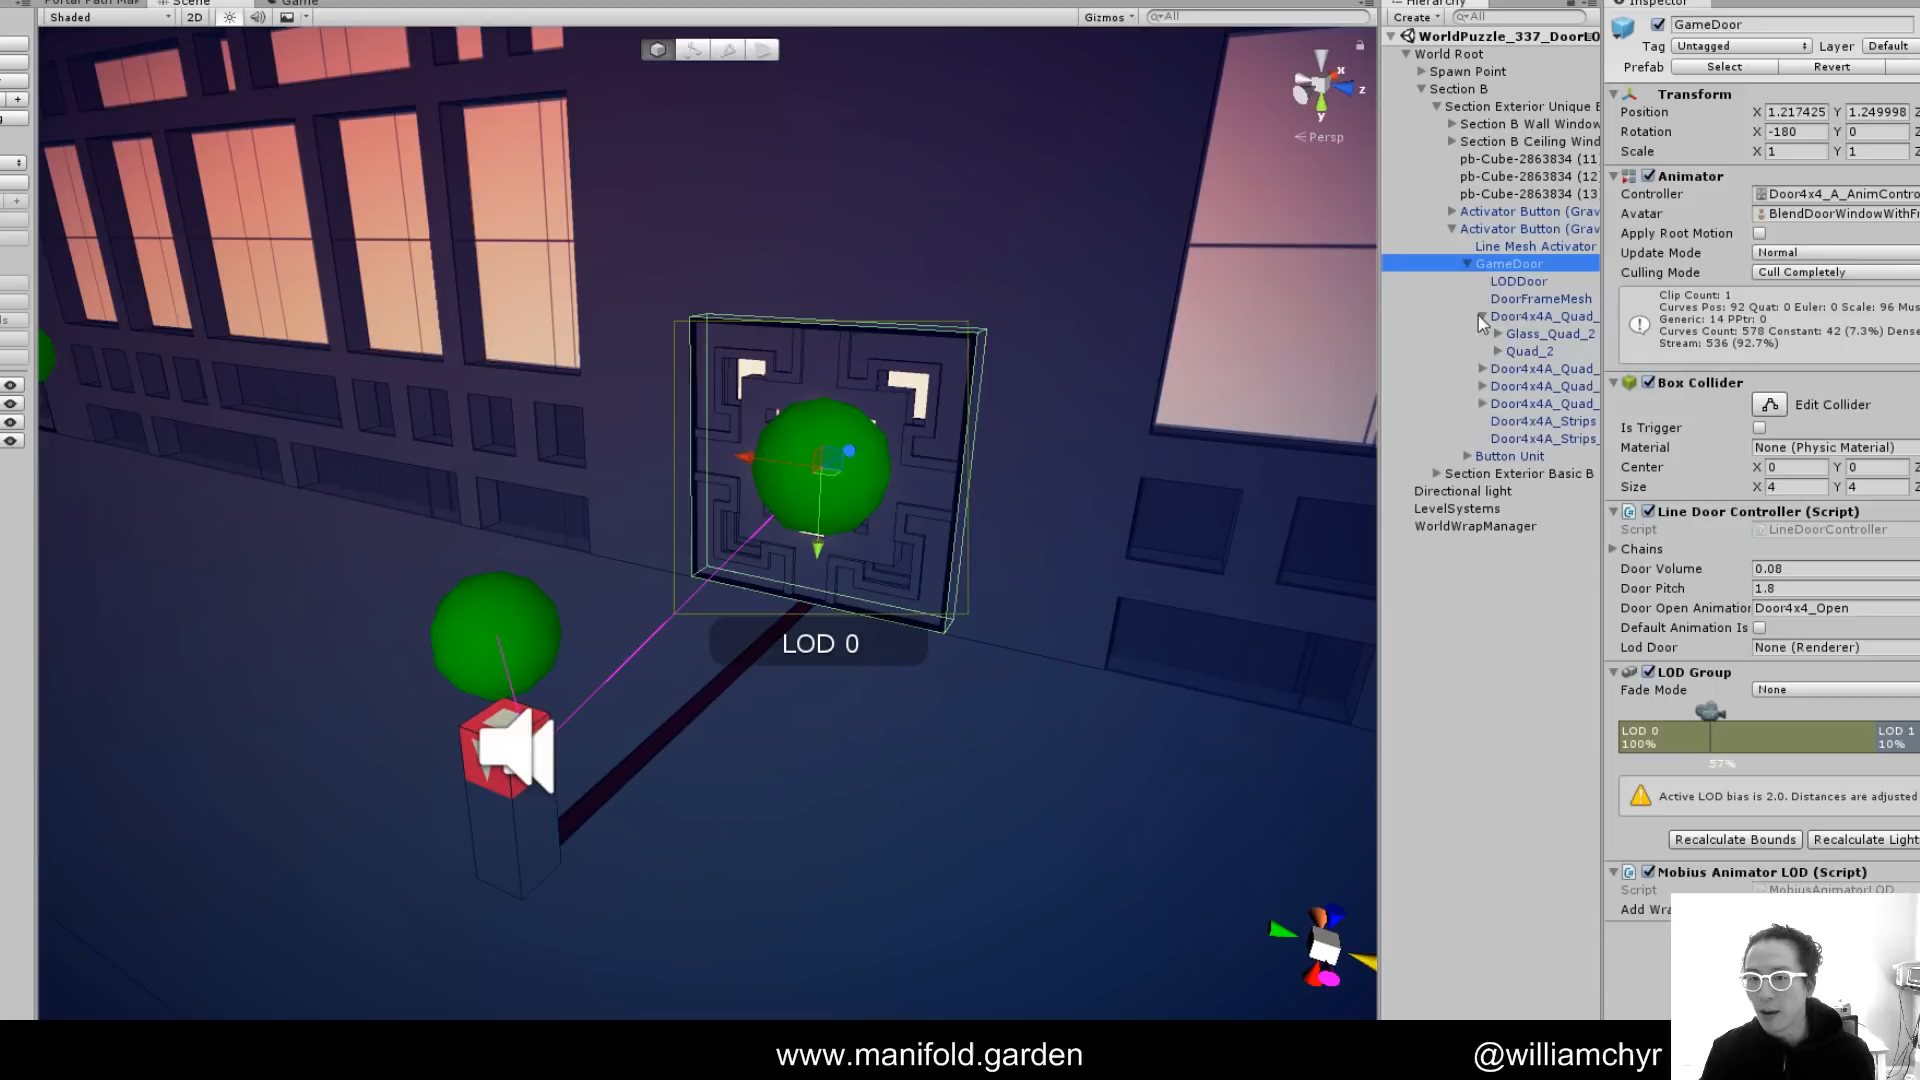 Shaded
2D
Scene
Game
Gizmos
All
Persp
LOD 0
Hierarchy
Create
All
WorldPuzzle_337_DoorLO
World Root
Spawn Point
Section B
Section Exterior Unique B
Section B Wall Window
Section B Ceiling Wind
pb-Cube-2863834 (11)
pb-Cube-2863834 (12)
pb-Cube-2863834 (13
Activator Button (Grav
Activator Button (Grav
Line Mesh Activator
GameDoor
LODDoor
DoorFrameMesh
Door4x4A_Quad_
Glass_Quad_2
Quad_2
Door4x4A_Quad_
Door4x4A_Quad_
Door4x4A_Quad_
Door4x4A_Strips
Door4x4A_Strips_
Button Unit
Section Exterior Basic B
Directional light
LevelSystems
WorldWrapManager
Inspector
GameDoor
Tag Untagged Layer Default
Prefab Select Revert
Transform
Position X 1.217425 Y 1.249998 Z
Rotation X -180 Y 0 Z
Scale X 1 Y 1 Z
Animator
Controller Door4x4_A_AnimContro
Avatar BlendDoorWindowWithFr
Apply Root Motion
Update Mode Normal
Culling Mode Cull Completely
Clip Count: 1
Curves Pos: 92 Quat: 0 Euler: 0 Scale: 96 Mus
Generic: 14 PPtr: 0
Curves Count: 578 Constant: 42 (7.3%) Dense
Stream: 536 (92.7%)
Box Collider
Edit Collider
Is Trigger
Material None (Physic Material)
Center X 0 Y 0 Z
Size X 4 Y 4 Z
Line Door Controller (Script)
Script LineDoorController
Chains
Door Volume 0.08
Door Pitch 1.8
Door Open Animation Door4x4_Open
Default Animation Is
Lod Door None (Renderer)
LOD Group
Fade Mode None
LOD 0 LOD 1
100% 10%
57%
Active LOD bias is 2.0. Distances are adjusted
Recalculate Bounds Recalculate Light
Mobius Animator LOD (Script)
Script MobiusAnimatorLOD
Add Wra
www.manifold.garden
@williamchyr